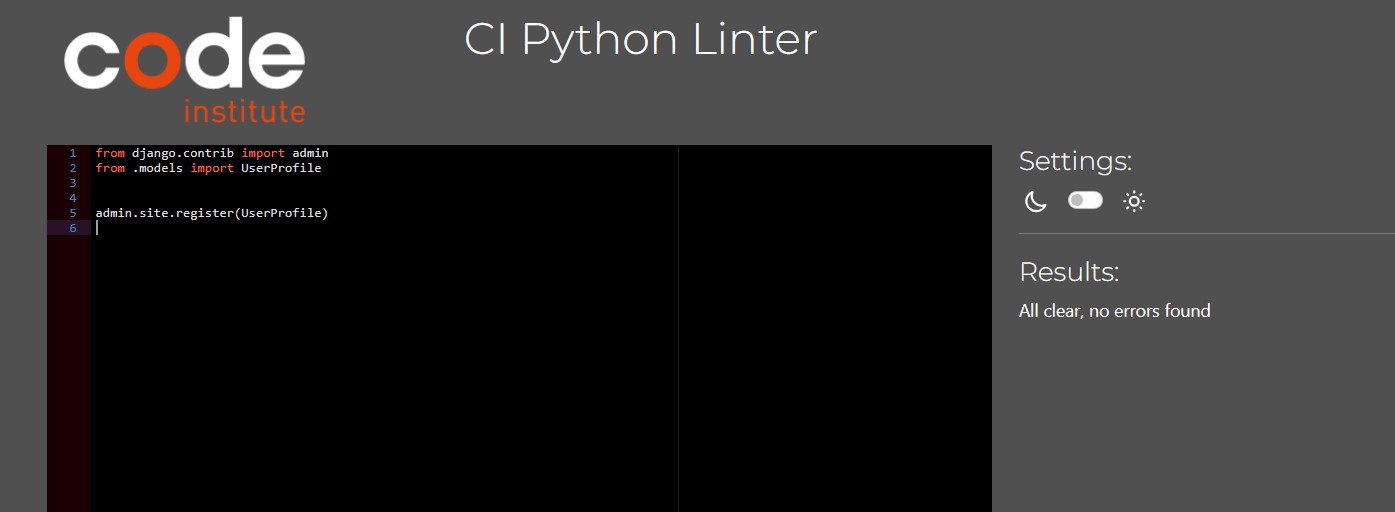 code
institute
CI Python Linter
1 from django.contrib import admin
2 from .models import UserProfile
3
4
5 admin.site.register(UserProfile)
6
Settings:
Results:
All clear, no errors found